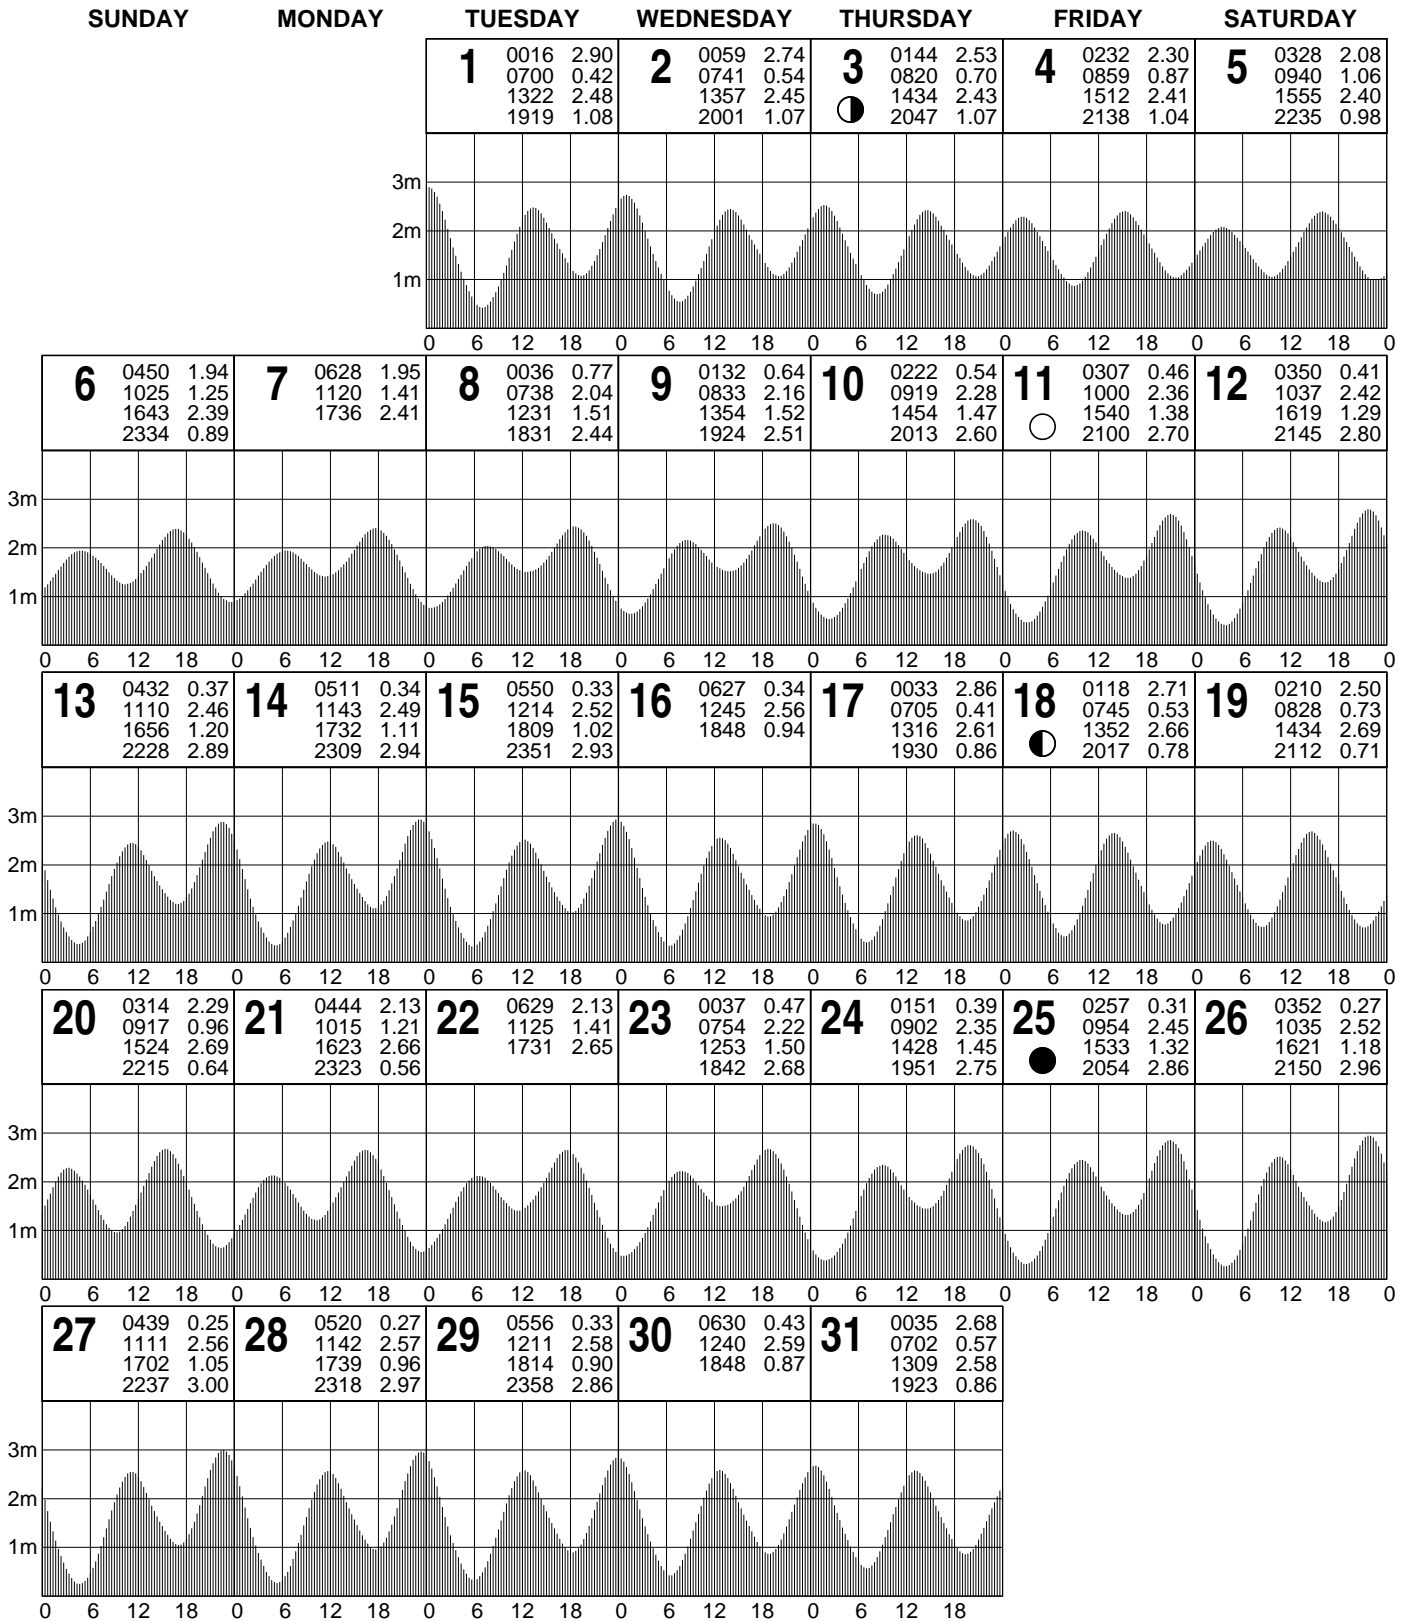 SUNDAY MONDAY TUESDAY WEDNESDAY THURSDAY FRIDAY SATURDAY
1 0016 2.90
0700 0.42
1322 2.48
1919 1.08
2 0059 2.74
0741 0.54
1357 2.45
2001 1.07
3 0144 2.53
0820 0.70
1434 2.43
2047 1.07
4 0232 2.30
0859 0.87
1512 2.41
2138 1.04
5 0328 2.08
0940 1.06
1555 2.40
2235 0.98
3m
2m
1m
0 6 12 18 0 6 12 18 0 6 12 18 0 6 12 18 0 6 12 18 0
6 0450 1.94
1025 1.25
1643 2.39
2334 0.89
7 0628 1.95
1120 1.41
1736 2.41
8 0036 0.77
0738 2.04
1231 1.51
1831 2.44
9 0132 0.64
0833 2.16
1354 1.52
1924 2.51
10 0222 0.54
0919 2.28
1454 1.47
2013 2.60
11 0307 0.46
1000 2.36
1540 1.38
2100 2.70
12 0350 0.41
1037 2.42
1619 1.29
2145 2.80
3m
2m
1m
0 6 12 18 0 6 12 18 0 6 12 18 0 6 12 18 0 6 12 18 0 6 12 18 0 6 12 18 0
13 0432 0.37
1110 2.46
1656 1.20
2228 2.89
14 0511 0.34
1143 2.49
1732 1.11
2309 2.94
15 0550 0.33
1214 2.52
1809 1.02
2351 2.93
16 0627 0.34
1245 2.56
1848 0.94
17 0033 2.86
0705 0.41
1316 2.61
1930 0.86
18 0118 2.71
0745 0.53
1352 2.66
2017 0.78
19 0210 2.50
0828 0.73
1434 2.69
2112 0.71
3m
2m
1m
0 6 12 18 0 6 12 18 0 6 12 18 0 6 12 18 0 6 12 18 0 6 12 18 0 6 12 18 0
20 0314 2.29
0917 0.96
1524 2.69
2215 0.64
21 0444 2.13
1015 1.21
1623 2.66
2323 0.56
22 0629 2.13
1125 1.41
1731 2.65
23 0037 0.47
0754 2.22
1253 1.50
1842 2.68
24 0151 0.39
0902 2.35
1428 1.45
1951 2.75
25 0257 0.31
0954 2.45
1533 1.32
2054 2.86
26 0352 0.27
1035 2.52
1621 1.18
2150 2.96
3m
2m
1m
0 6 12 18 0 6 12 18 0 6 12 18 0 6 12 18 0 6 12 18 0 6 12 18 0 6 12 18 0
27 0439 0.25
1111 2.56
1702 1.05
2237 3.00
28 0520 0.27
1142 2.57
1739 0.96
2318 2.97
29 0556 0.33
1211 2.58
1814 0.90
2358 2.86
30 0630 0.43
1240 2.59
1848 0.87
31 0035 2.68
0702 0.57
1309 2.58
1923 0.86
3m
2m
1m
0 6 12 18 0 6 12 18 0 6 12 18 0 6 12 18 0 6 12 18